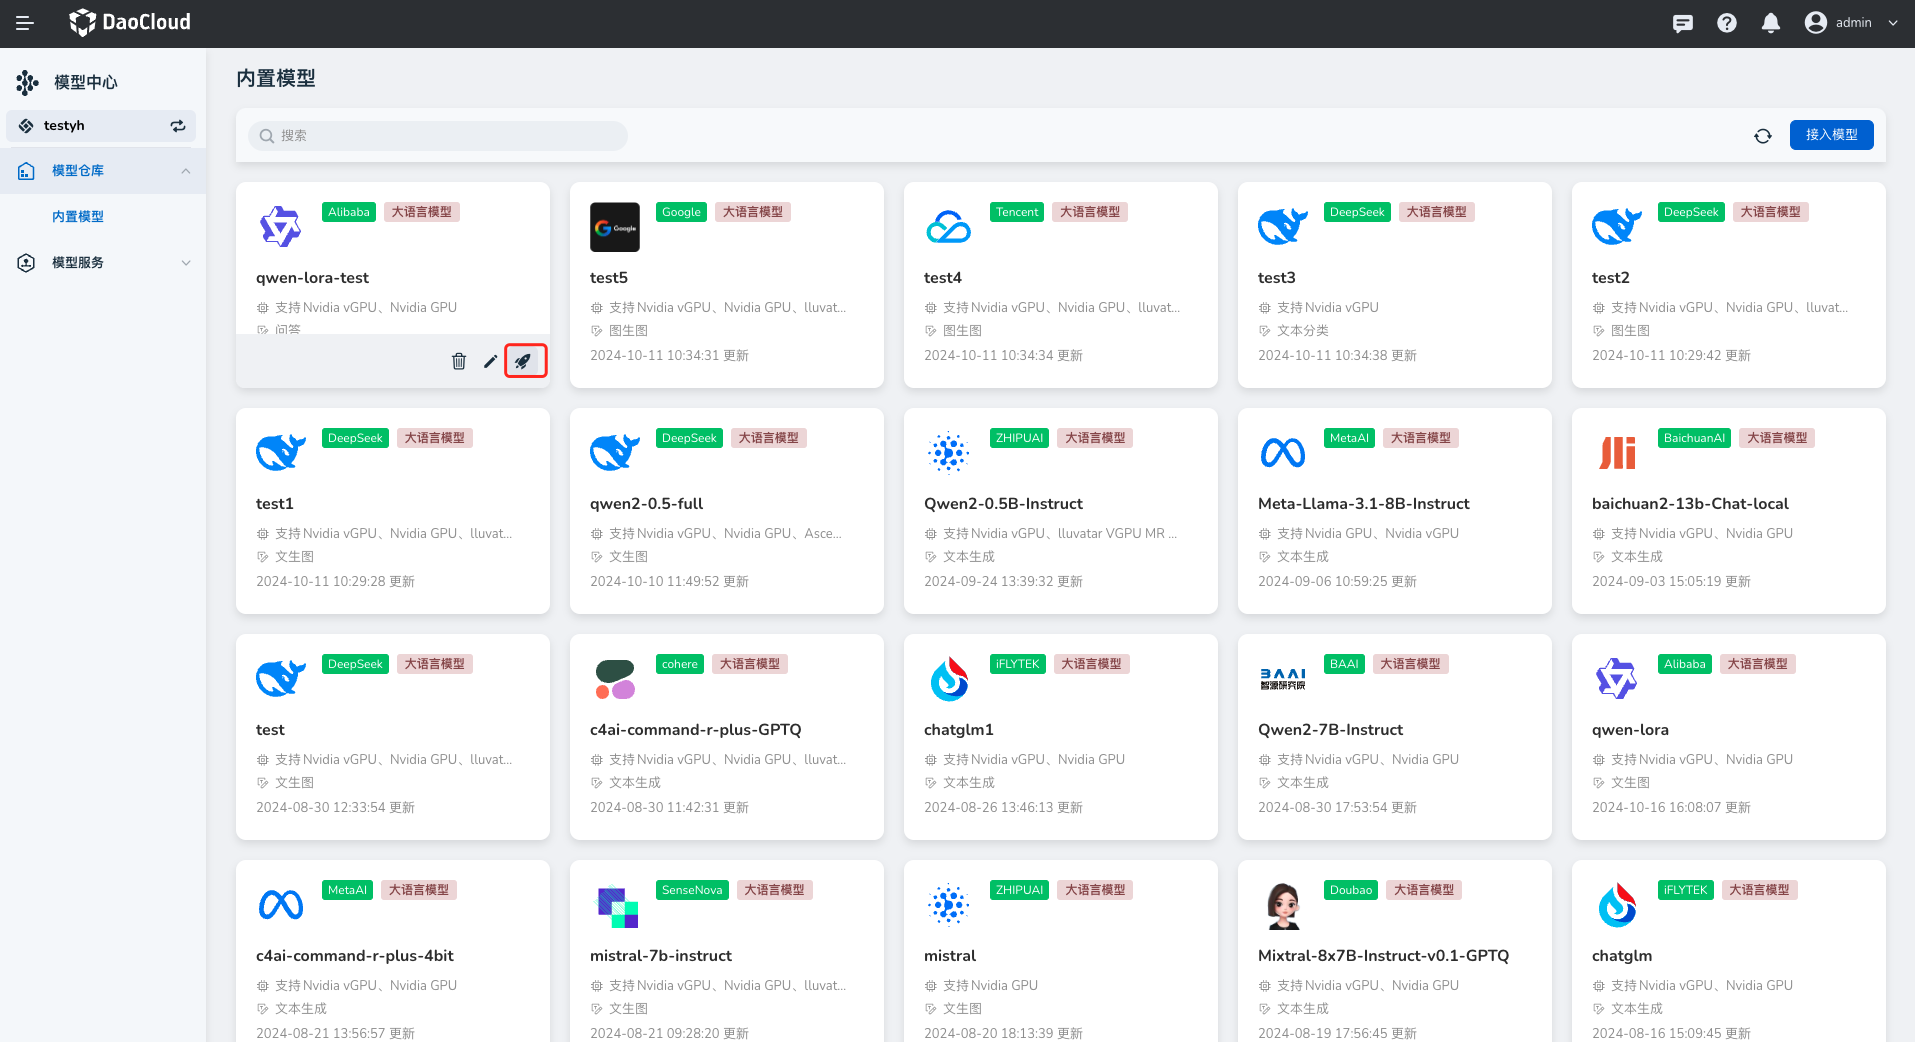 DaoCloud
admin
模型中心
testyh
模型仓库
内置模型
模型服务
内置模型
搜索
接入模型
Alibaba 大语言模型
qwen-lora-test
支持 Nvidia vGPU、Nvidia GPU
问答
Google
Google 大语言模型
test5
支持 Nvidia vGPU、Nvidia GPU、lluvat...
图生图
2024-10-11 10:34:31 更新
Tencent 大语言模型
test4
支持 Nvidia vGPU、Nvidia GPU、lluvat...
图生图
2024-10-11 10:34:34 更新
DeepSeek 大语言模型
test3
支持 Nvidia vGPU
文本分类
2024-10-11 10:34:38 更新
DeepSeek 大语言模型
test2
支持 Nvidia vGPU、Nvidia GPU、lluvat...
图生图
2024-10-11 10:29:42 更新
DeepSeek 大语言模型
test1
支持 Nvidia vGPU、Nvidia GPU、lluvat...
文生图
2024-10-11 10:29:28 更新
DeepSeek 大语言模型
qwen2-0.5-full
支持 Nvidia vGPU、Nvidia GPU、Asce...
文生图
2024-10-10 11:49:52 更新
ZHIPUAI 大语言模型
Qwen2-0.5B-Instruct
支持 Nvidia vGPU、lluvatar VGPU MR ...
文本生成
2024-09-24 13:39:32 更新
MetaAI 大语言模型
Meta-Llama-3.1-8B-Instruct
支持 Nvidia GPU、Nvidia vGPU
文本生成
2024-09-06 10:59:25 更新
BaichuanAI 大语言模型
baichuan2-13b-Chat-local
支持 Nvidia vGPU、Nvidia GPU
文本生成
2024-09-03 15:05:19 更新
DeepSeek 大语言模型
test
支持 Nvidia vGPU、Nvidia GPU、lluvat...
文生图
2024-08-30 12:33:54 更新
cohere 大语言模型
c4ai-command-r-plus-GPTQ
支持 Nvidia vGPU、Nvidia GPU、lluvat...
文本生成
2024-08-30 11:42:31 更新
iFLYTEK 大语言模型
chatglm1
支持 Nvidia vGPU、Nvidia GPU
文本生成
2024-08-26 13:46:13 更新
BAAI
智源研究院
BAAI 大语言模型
Qwen2-7B-Instruct
支持 Nvidia vGPU、Nvidia GPU
文本生成
2024-08-30 17:53:54 更新
Alibaba 大语言模型
qwen-lora
支持 Nvidia vGPU、Nvidia GPU
文生图
2024-10-16 16:08:07 更新
MetaAI 大语言模型
c4ai-command-r-plus-4bit
支持 Nvidia vGPU、Nvidia GPU
文本生成
2024-08-21 13:56:57 更新
SenseNova 大语言模型
mistral-7b-instruct
支持 Nvidia vGPU、Nvidia GPU、lluvat...
文生图
2024-08-21 09:28:20 更新
ZHIPUAI 大语言模型
mistral
支持 Nvidia GPU
文生图
2024-08-20 18:13:39 更新
Doubao 大语言模型
Mixtral-8x7B-Instruct-v0.1-GPTQ
支持 Nvidia vGPU、Nvidia GPU
文本生成
2024-08-19 17:56:45 更新
iFLYTEK 大语言模型
chatglm
支持 Nvidia vGPU、Nvidia GPU
文本生成
2024-08-16 15:09:45 更新